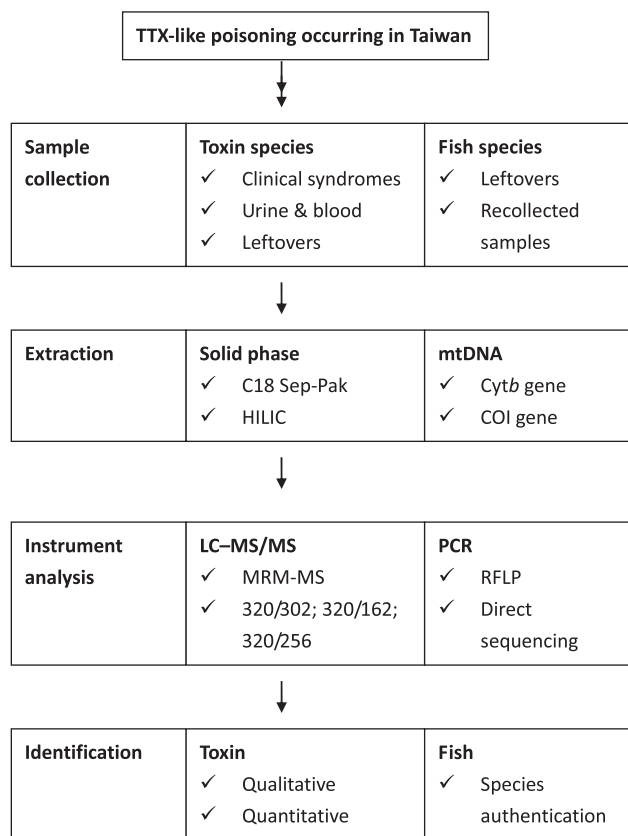 TTX-like poisoning occurring in Taiwan
Sample
collection
Toxin species
✓ Clinical syndromes
✓ Urine & blood
✓ Leftovers
Fish species
✓ Leftovers
✓ Recollected
samples
Extraction
Solid phase
✓ C18 Sep-Pak
✓ HILIC
mtDNA
✓ Cytb gene
✓ COI gene
Instrument
analysis
LC–MS/MS
✓ MRM-MS
✓ 320/302; 320/162;
320/256
PCR
✓ RFLP
✓ Direct
sequencing
Identification
Toxin
✓ Qualitative
✓ Quantitative
Fish
✓ Species
authentication